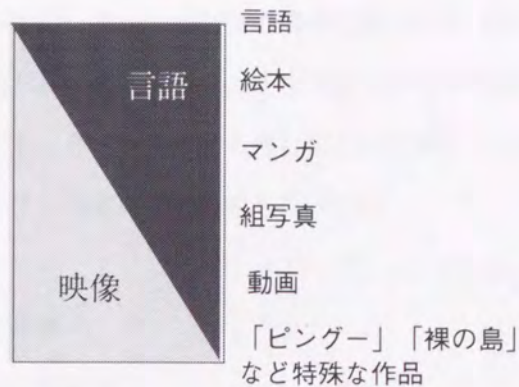 言語
言語
絵本
マンガ
組写真
映像
動画
「ピングー」「裸の島」
など特殊な作品